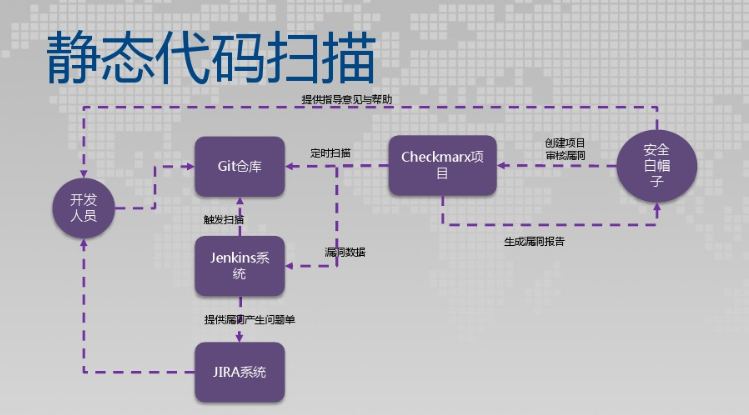 静态代码扫描
提供指导意见与帮助
Git仓库
定时扫描
Checkmarx项
目
创建项目
审核漏洞
安全
白帽
子
开发
人员
触发扫描
Jenkins系
统
漏洞数据
生成漏洞报告
提供漏洞产生问题单
JIRA系统